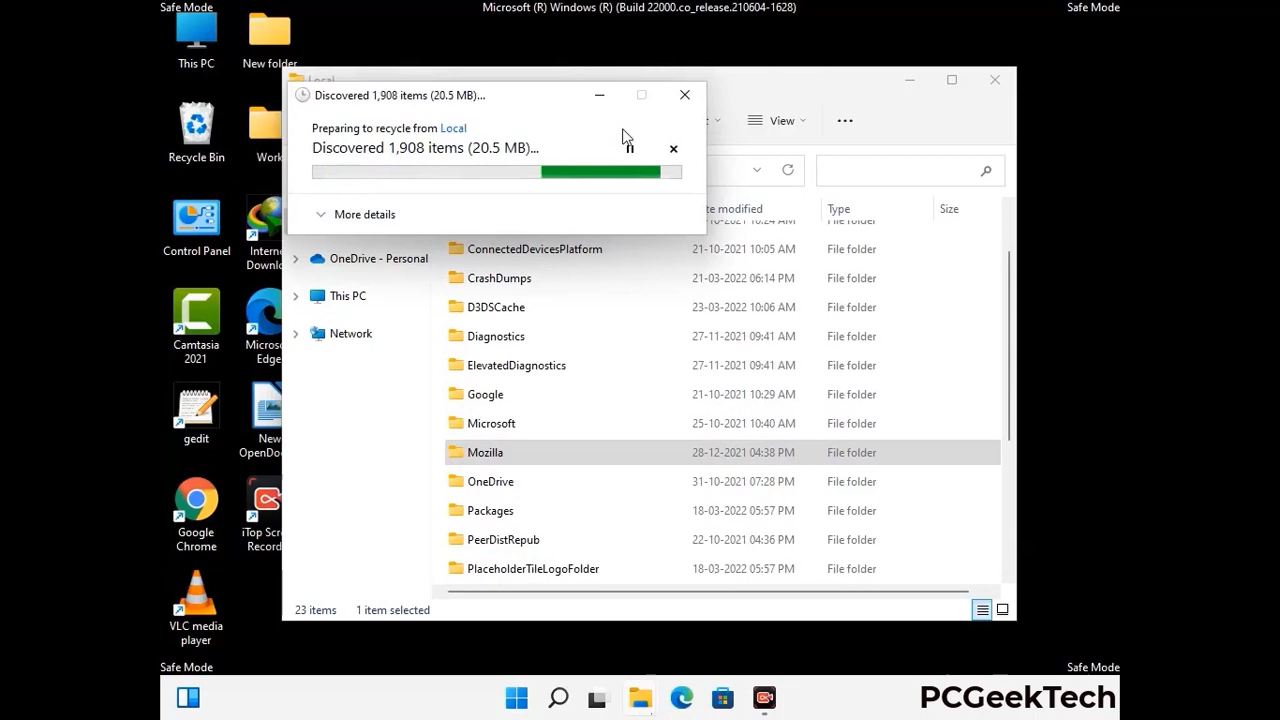 Safe Mode
Microsoft (R) Windows (R) (Build 22000.co_release.210604-1628)
Safe Mode
This PC
New folder
Recycle Bin
Work
Control Panel
Internet
Downlo
Camtasia
2021
Micros
Edge
gedit
New
OpenDoc
Google
Chrome
iTop Scre
Record
VLC media
player
Local
Discovered 1,908 items (20.5 MB)...
Preparing to recycle from Local
Discovered 1,908 items (20.5 MB)...
More details
View
te modified
Type
Size
File folder
OneDrive - Personal
This PC
Network
ConnectedDevicesPlatform 21-10-2021 10:05 AM File folder
CrashDumps 21-03-2022 06:14 PM File folder
D3DSCache 23-03-2022 10:06 AM File folder
Diagnostics 27-11-2021 09:41 AM File folder
ElevatedDiagnostics 27-11-2021 09:41 AM File folder
Google 21-10-2021 10:29 AM File folder
Microsoft 25-10-2021 10:40 AM File folder
Mozilla 28-12-2021 04:38 PM File folder
OneDrive 31-10-2021 07:28 PM File folder
Packages 18-03-2022 05:57 PM File folder
PeerDistRepub 22-10-2021 04:36 PM File folder
PlaceholderTileLogoFolder 18-03-2022 05:57 PM File folder
23 items
1 item selected
Safe Mode
Safe Mode
PCGeekTech